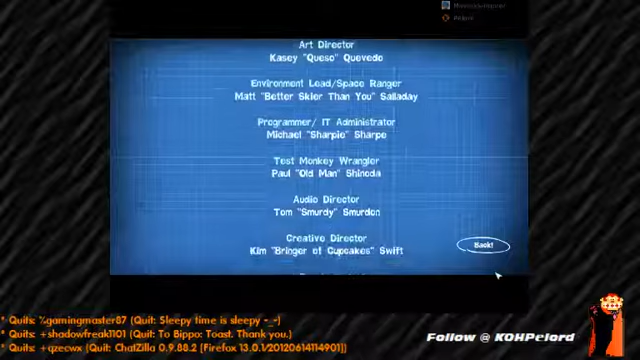 Art Director
Kasey "Queso" Quevedo
Environment Lead/Space Ranger
Matt "Better Skier Than You" Salladay
Programmer/ IT Administrator
Michael "Sharpie" Sharpe
Test Monkey Wrangler
Paul "Old Man" Shinoda
Audio Director
Tom "Smurdy" Smurdon
Creative Director
Kim "Bringer of Cupcakes" Swift
Back!
* Quits: %gamingmaster87 (Quit: Sleepy time is sleepy -_-)
* Quits: +shadowfreak1101 (Quit: To Bippo: Toast. Thank you.)
* Quits: +qzecwx (Quit: ChatZilla 0.9.88.2 [Firefox 13.0.1/20120614114901])
Follow @ KOHPelord